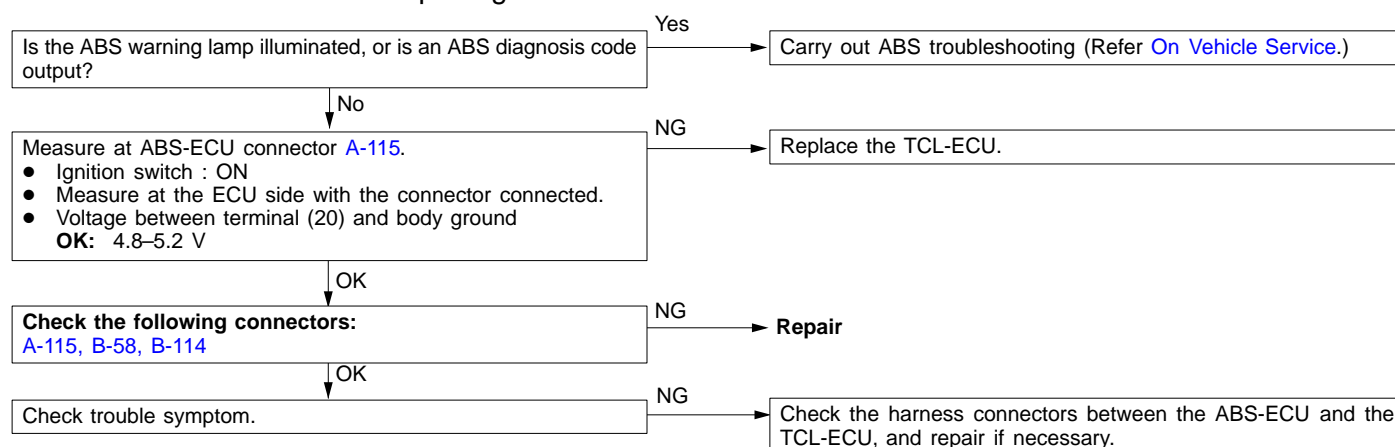 Yes
Is the ABS warning lamp illuminated, or is an ABS diagnosis code
output?
Carry out ABS troubleshooting (Refer On Vehicle Service.)
No
NG
Measure at ABS-ECU connector A-115.
● Ignition switch : ON
● Measure at the ECU side with the connector connected.
● Voltage between terminal (20) and body ground
OK: 4.8–5.2 V
Replace the TCL-ECU.
OK
NG
Check the following connectors:
A-115, B-58, B-114
Repair
OK
NG
Check trouble symptom.
Check the harness connectors between the ABS-ECU and the
TCL-ECU, and repair if necessary.